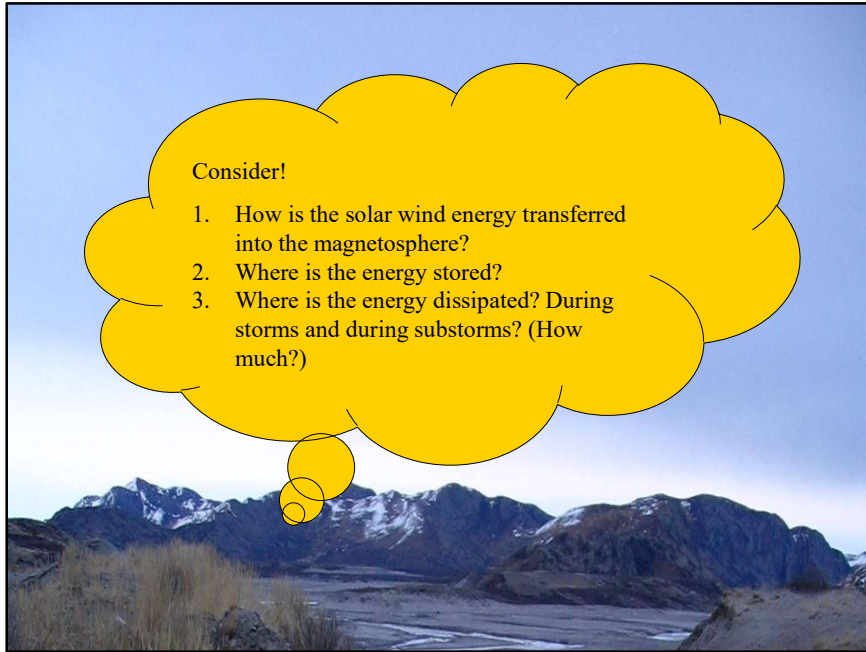 Consider!
1. How is the solar wind energy transferred
into the magnetosphere?
2. Where is the energy stored?
3. Where is the energy dissipated? During
storms and during substorms? (How
much?)